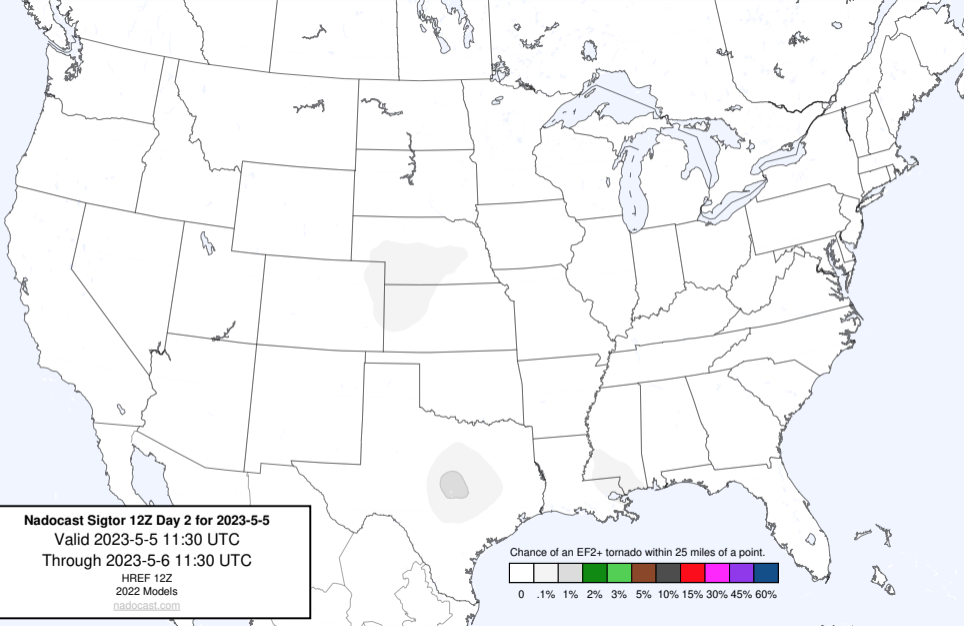 Nadocast Sigtor 12Z Day 2 for 2023-5-5
Valid 2023-5-5 11:30 UTC
Through 2023-5-6 11:30 UTC
HREF 12Z
2022 Models
nadocast.com
Chance of an EF2+ tornado within 25 miles of a point.
0 .1% 1% 2% 3% 5% 10% 15% 30% 45% 60%